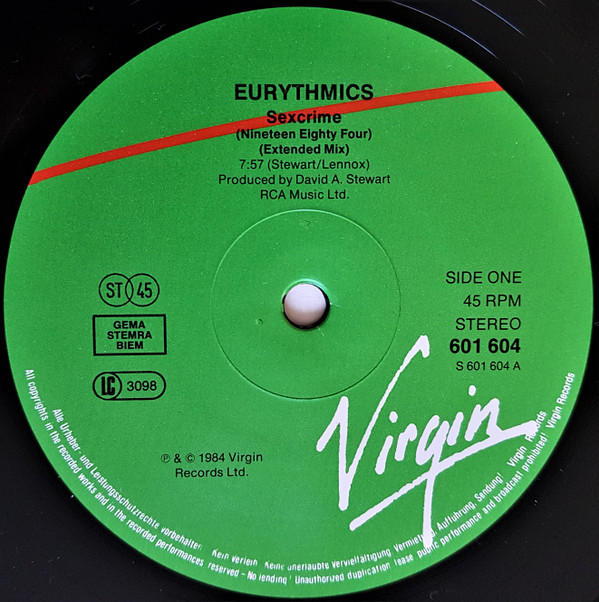 EURYTHMICS
Sexcrime
(Nineteen Eighty Four)
(Extended Mix)
7:57 (Stewart/Lennox)
Produced by David A. Stewart
RCA Music Ltd.
ST 45
GEMA
STEMRA
BIEM
LC 3098
SIDE ONE
45 RPM
STEREO
601 604
S 601 604 A
Virgin
℗ & © 1984 Virgin
Records Ltd.
Alle Urheber- und Leistungsschutzrechte vorbehalten. Kein Verleih! Keine unerlaubte Vervielfältigung, Vermietung, Aufführung, Sendung! Virgin Records
All copyrights in the recorded works and in the recorded performances reserved - No lending! Unauthorized duplication lease public performance and broadcast prohibited! Virgin Records